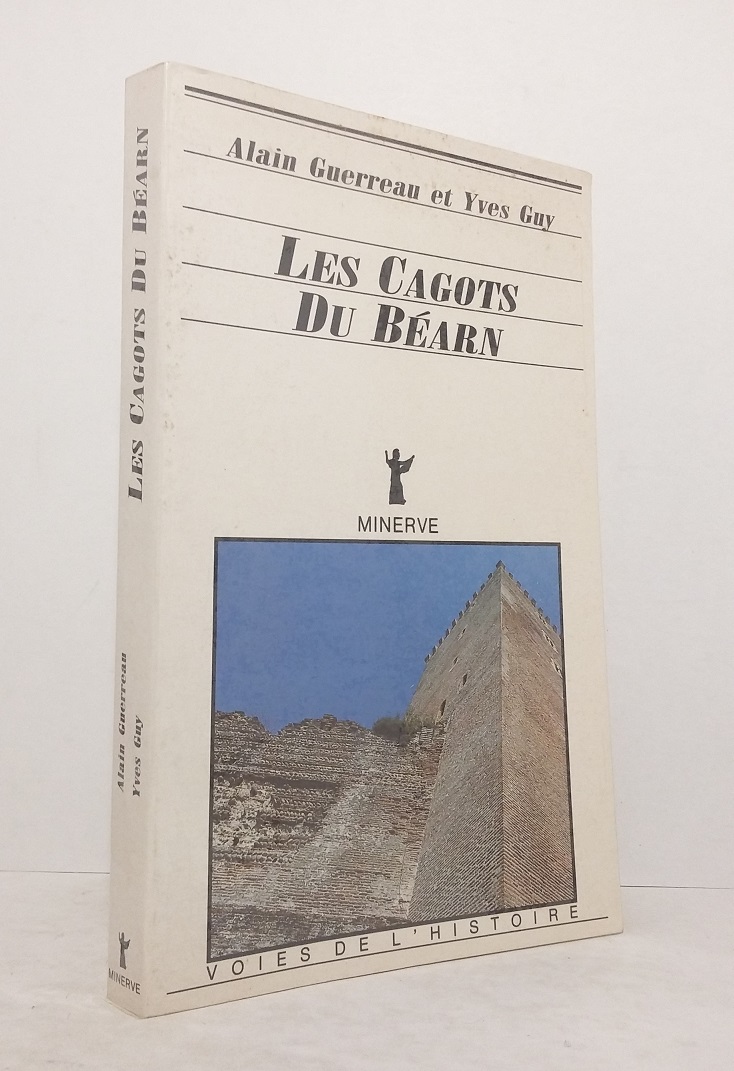 Alain Guerreau et Yves Guy
LES CAGOTS
DU BÉARN
MINERVE
VOIES DE L'HISTOIRE
LES CAGOTS DU BÉARN
Alain Guerreau
Yves Guy
MINERVE